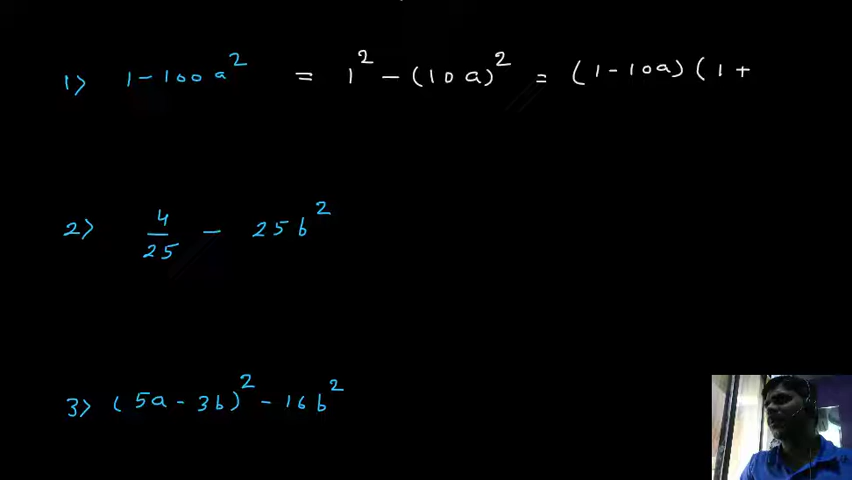 1> 1 - 100a² = 1² - (10a)² = (1 - 10a) (1 +
2> 4/25 - 25b²
3> (5a - 3b)² - 16b²